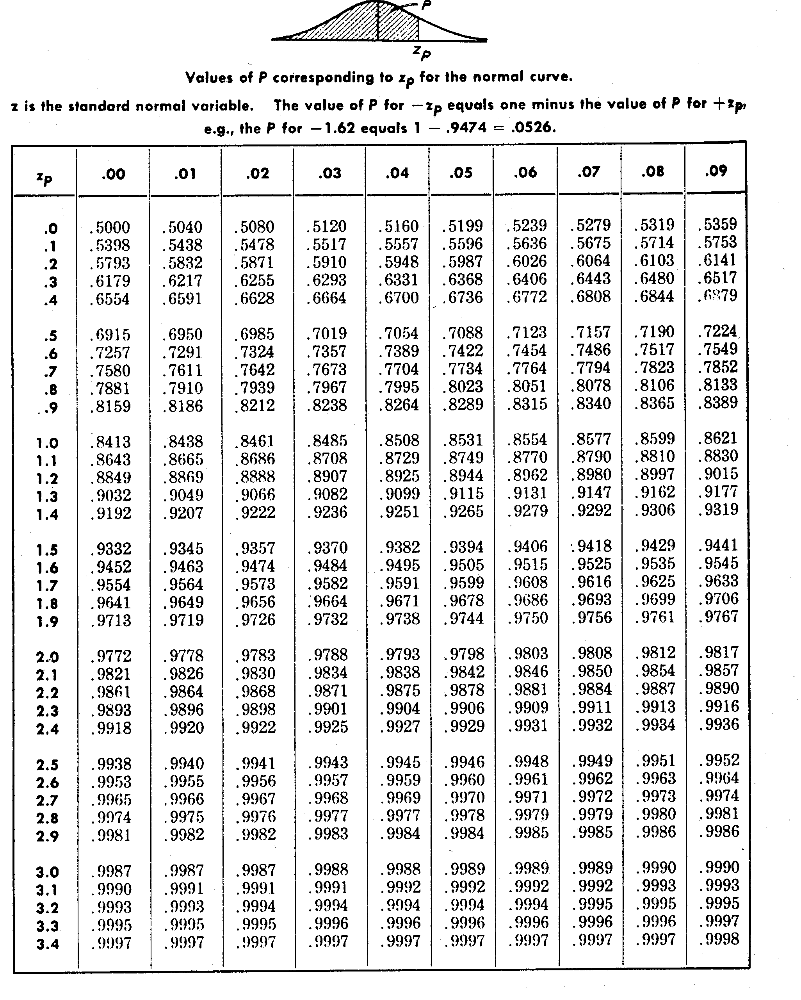 P
zP
Values of P corresponding to zP for the normal curve.
z is the standard normal variable. The value of P for −zP equals one minus the value of P for +zP,
e.g., the P for −1.62 equals 1 − .9474 = .0526.
zP .00 .01 .02 .03 .04 .05 .06 .07 .08 .09
.0 .5000 .5040 .5080 .5120 .5160 .5199 .5239 .5279 .5319 .5359
.1 .5398 .5438 .5478 .5517 .5557 .5596 .5636 .5675 .5714 .5753
.2 .5793 .5832 .5871 .5910 .5948 .5987 .6026 .6064 .6103 .6141
.3 .6179 .6217 .6255 .6293 .6331 .6368 .6406 .6443 .6480 .6517
.4 .6554 .6591 .6628 .6664 .6700 .6736 .6772 .6808 .6844 .6879
.5 .6915 .6950 .6985 .7019 .7054 .7088 .7123 .7157 .7190 .7224
.6 .7257 .7291 .7324 .7357 .7389 .7422 .7454 .7486 .7517 .7549
.7 .7580 .7611 .7642 .7673 .7704 .7734 .7764 .7794 .7823 .7852
.8 .7881 .7910 .7939 .7967 .7995 .8023 .8051 .8078 .8106 .8133
.9 .8159 .8186 .8212 .8238 .8264 .8289 .8315 .8340 .8365 .8389
1.0 .8413 .8438 .8461 .8485 .8508 .8531 .8554 .8577 .8599 .8621
1.1 .8643 .8665 .8686 .8708 .8729 .8749 .8770 .8790 .8810 .8830
1.2 .8849 .8869 .8888 .8907 .8925 .8944 .8962 .8980 .8997 .9015
1.3 .9032 .9049 .9066 .9082 .9099 .9115 .9131 .9147 .9162 .9177
1.4 .9192 .9207 .9222 .9236 .9251 .9265 .9279 .9292 .9306 .9319
1.5 .9332 .9345 .9357 .9370 .9382 .9394 .9406 .9418 .9429 .9441
1.6 .9452 .9463 .9474 .9484 .9495 .9505 .9515 .9525 .9535 .9545
1.7 .9554 .9564 .9573 .9582 .9591 .9599 .9608 .9616 .9625 .9633
1.8 .9641 .9649 .9656 .9664 .9671 .9678 .9686 .9693 .9699 .9706
1.9 .9713 .9719 .9726 .9732 .9738 .9744 .9750 .9756 .9761 .9767
2.0 .9772 .9778 .9783 .9788 .9793 .9798 .9803 .9808 .9812 .9817
2.1 .9821 .9826 .9830 .9834 .9838 .9842 .9846 .9850 .9854 .9857
2.2 .9861 .9864 .9868 .9871 .9875 .9878 .9881 .9884 .9887 .9890
2.3 .9893 .9896 .9898 .9901 .9904 .9906 .9909 .9911 .9913 .9916
2.4 .9918 .9920 .9922 .9925 .9927 .9929 .9931 .9932 .9934 .9936
2.5 .9938 .9940 .9941 .9943 .9945 .9946 .9948 .9949 .9951 .9952
2.6 .9953 .9955 .9956 .9957 .9959 .9960 .9961 .9962 .9963 .9964
2.7 .9965 .9966 .9967 .9968 .9969 .9970 .9971 .9972 .9973 .9974
2.8 .9974 .9975 .9976 .9977 .9977 .9978 .9979 .9979 .9980 .9981
2.9 .9981 .9982 .9982 .9983 .9984 .9984 .9985 .9985 .9986 .9986
3.0 .9987 .9987 .9987 .9988 .9988 .9989 .9989 .9989 .9990 .9990
3.1 .9990 .9991 .9991 .9991 .9992 .9992 .9992 .9992 .9993 .9993
3.2 .9993 .9993 .9994 .9994 .9994 .9994 .9994 .9995 .9995 .9995
3.3 .9995 .9995 .9995 .9996 .9996 .9996 .9996 .9996 .9996 .9997
3.4 .9997 .9997 .9997 .9997 .9997 .9997 .9997 .9997 .9997 .9998